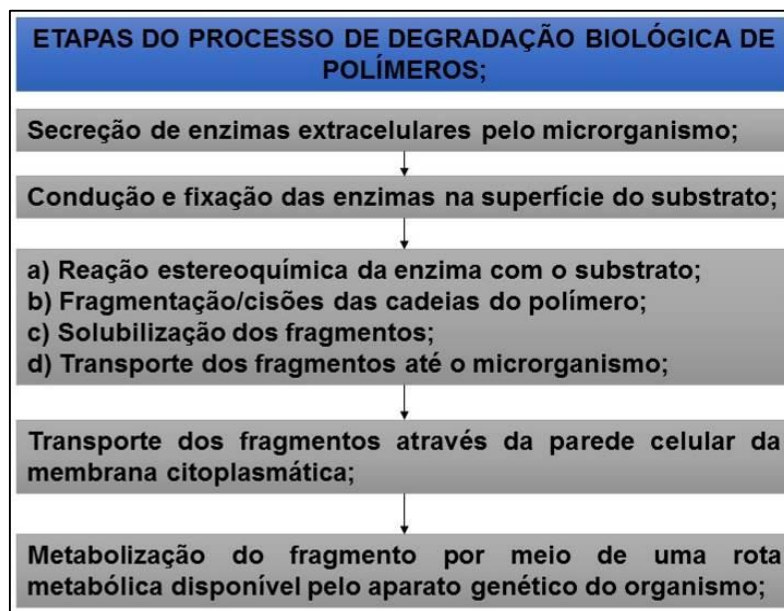 ETAPAS DO PROCESSO DE DEGRADAÇÃO BIOLÓGICA DE
POLÍMEROS;
Secreção de enzimas extracelulares pelo microrganismo;
Condução e fixação das enzimas na superfície do substrato;
a) Reação estereoquímica da enzima com o substrato;
b) Fragmentação/cisões das cadeias do polímero;
c) Solubilização dos fragmentos;
d) Transporte dos fragmentos até o microrganismo;
Transporte dos fragmentos através da parede celular da
membrana citoplasmática;
Metabolização do fragmento por meio de uma rota
metabólica disponível pelo aparato genético do organismo;